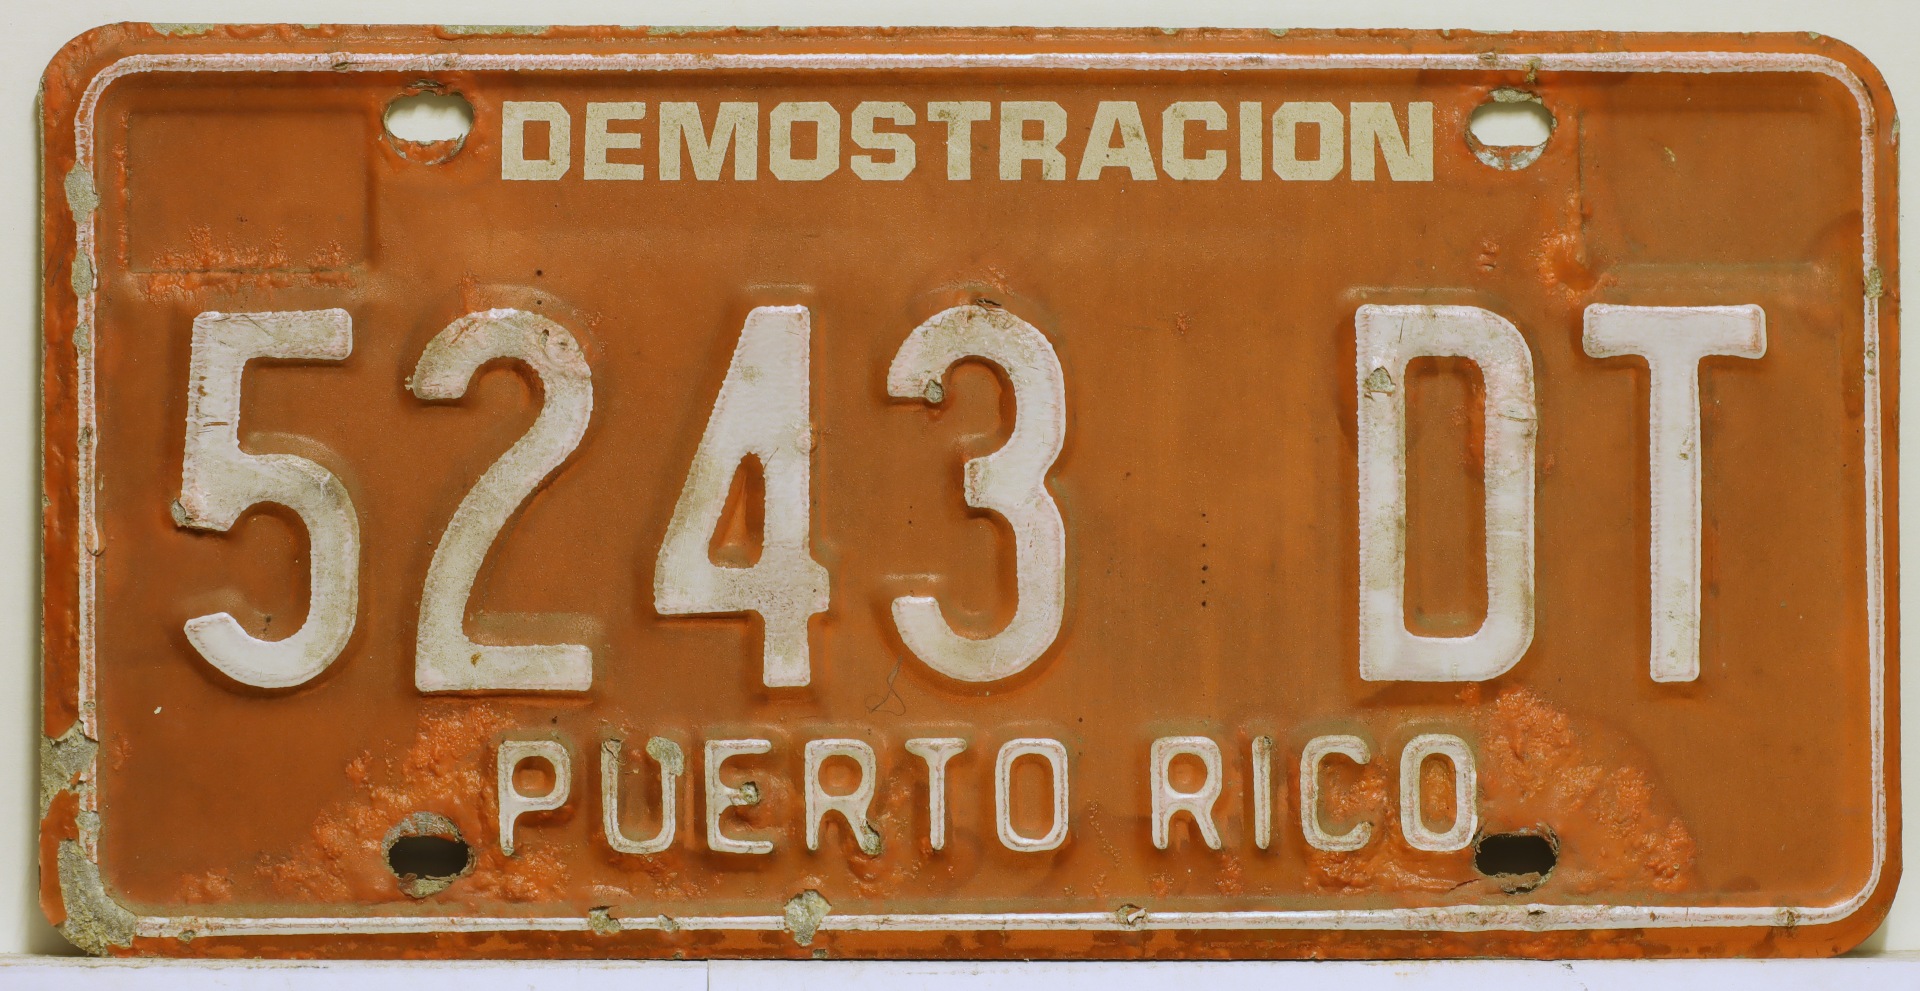 DEMOSTRACION
5243 DT
PUERTO RICO